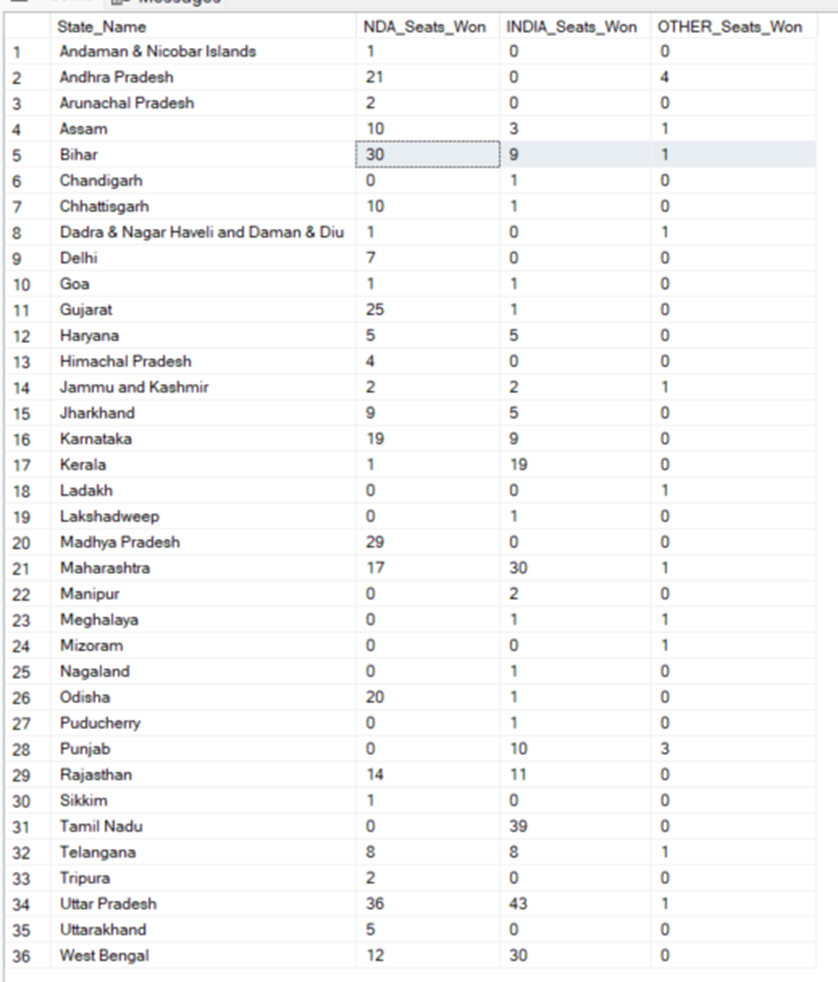 Messages
State_Name NDA_Seats_Won INDIA_Seats_Won OTHER_Seats_Won
1 Andaman & Nicobar Islands 1 0 0
2 Andhra Pradesh 21 0 4
3 Arunachal Pradesh 2 0 0
4 Assam 10 3 1
5 Bihar 30 9 1
6 Chandigarh 0 1 0
7 Chhattisgarh 10 1 0
8 Dadra & Nagar Haveli and Daman & Diu 1 0 1
9 Delhi 7 0 0
10 Goa 1 1 0
11 Gujarat 25 1 0
12 Haryana 5 5 0
13 Himachal Pradesh 4 0 0
14 Jammu and Kashmir 2 2 1
15 Jharkhand 9 5 0
16 Karnataka 19 9 0
17 Kerala 1 19 0
18 Ladakh 0 0 1
19 Lakshadweep 0 1 0
20 Madhya Pradesh 29 0 0
21 Maharashtra 17 30 1
22 Manipur 0 2 0
23 Meghalaya 0 1 1
24 Mizoram 0 0 1
25 Nagaland 0 1 0
26 Odisha 20 1 0
27 Puducherry 0 1 0
28 Punjab 0 10 3
29 Rajasthan 14 11 0
30 Sikkim 1 0 0
31 Tamil Nadu 0 39 0
32 Telangana 8 8 1
33 Tripura 2 0 0
34 Uttar Pradesh 36 43 1
35 Uttarakhand 5 0 0
36 West Bengal 12 30 0